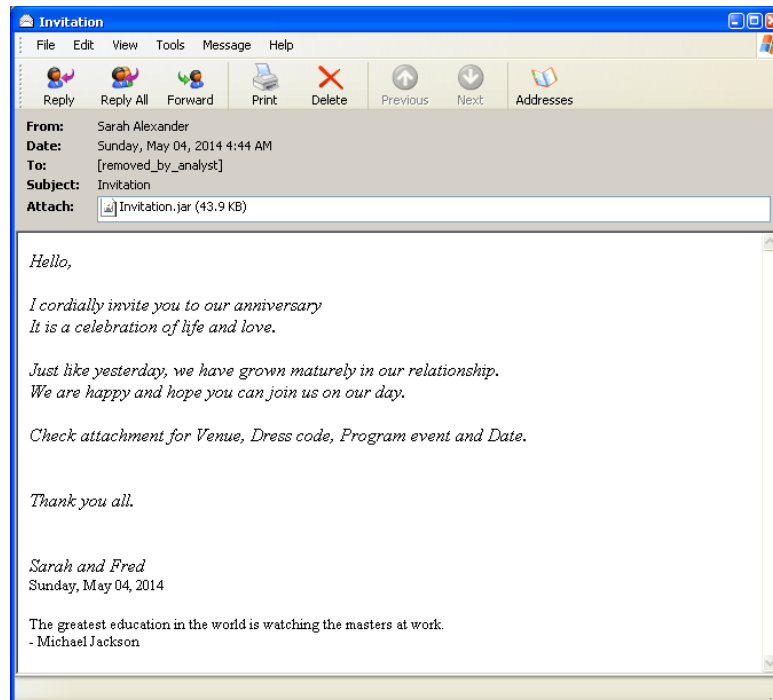 Invitation
File Edit View Tools Message Help
Reply Reply All Forward Print Delete Previous Next Addresses
From: Sarah Alexander
Date: Sunday, May 04, 2014 4:44 AM
To: [removed_by_analyst]
Subject: Invitation
Attach: Invitation.jar (43.9 KB)
Hello,
I cordially invite you to our anniversary
It is a celebration of life and love.
Just like yesterday, we have grown maturely in our relationship.
We are happy and hope you can join us on our day.
Check attachment for Venue, Dress code, Program event and Date.
Thank you all.
Sarah and Fred
Sunday, May 04, 2014
The greatest education in the world is watching the masters at work.
- Michael Jackson